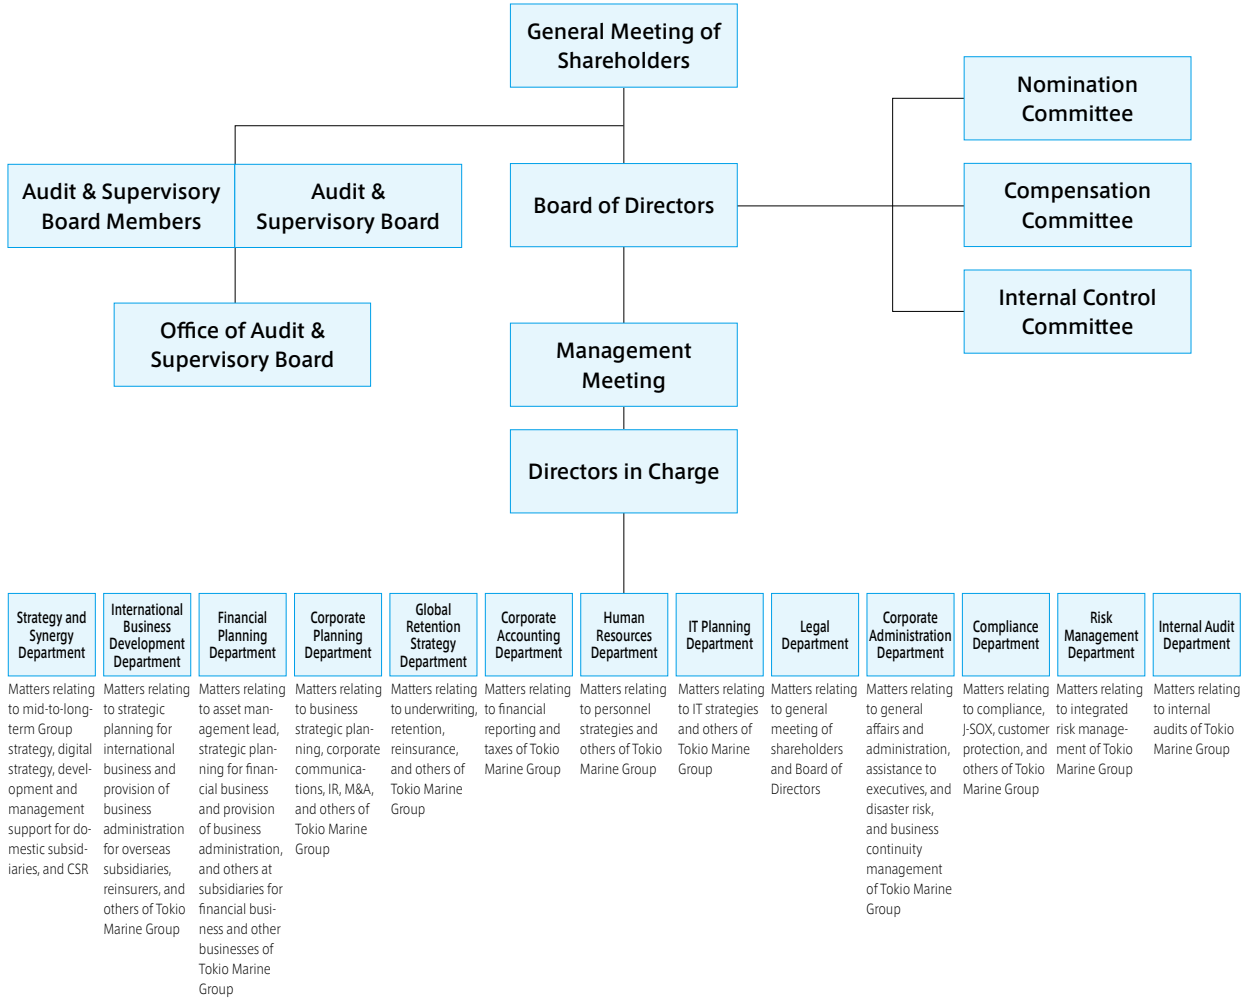 General Meeting of
Shareholders
Nomination
Committee
Audit & Supervisory
Board Members
Audit &
Supervisory Board
Board of Directors
Compensation
Committee
Internal Control
Committee
Office of Audit &
Supervisory Board
Management
Meeting
Directors in Charge
Strategy and
Synergy
Department
Matters relating
to mid-to-long-
term Group
strategy, digital
strategy, devel-
opment and
management
support for do-
mestic subsid-
iaries, and CSR
International
Business
Development
Department
Matters relating
to strategic
planning for
international
business and
provision of
business
administration
for overseas
subsidiaries,
reinsurers, and
others of Tokio
Marine Group
Financial
Planning
Department
Matters relating
to asset man-
agement lead,
strategic plan-
ning for finan-
cial business
and provision
of business
administration,
and others at
subsidiaries for
financial busi-
ness and other
businesses of
Tokio Marine
Group
Corporate
Planning
Department
Matters relating
to business
strategic plan-
ning, corporate
communica-
tions, IR, M&A,
and others of
Tokio Marine
Group
Global
Retention
Strategy
Department
Matters relating
to underwriting,
retention,
reinsurance,
and others of
Tokio Marine
Group
Corporate
Accounting
Department
Matters relating
to financial
reporting and
taxes of Tokio
Marine Group
Human
Resources
Department
Matters relating
to personnel
strategies and
others of Tokio
Marine Group
IT Planning
Department
Matters relating
to IT strategies
and others of
Tokio Marine
Group
Legal
Department
Matters relating
to general
meeting of
shareholders
and Board of
Directors
Corporate
Administration
Department
Matters relating
to general
affairs and
administration,
assistance to
executives, and
disaster risk,
and business
continuity
management
of Tokio Marine
Group
Compliance
Department
Matters relating
to compliance,
J-SOX, customer
protection, and
others of Tokio
Marine Group
Risk
Management
Department
Matters relating
to integrated
risk manage-
ment of Tokio
Marine Group
Internal Audit
Department
Matters relating
to internal
audits of Tokio
Marine Group